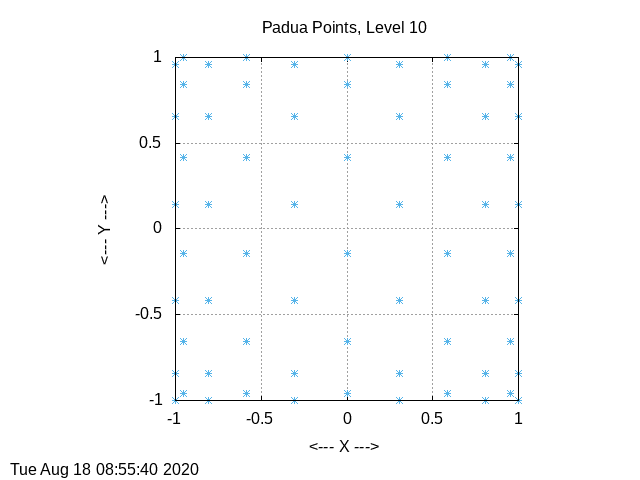 Padua Points, Level 10
1
0.5
0
-0.5
-1
<--- Y --->
-1 -0.5 0 0.5 1
<--- X --->
Tue Aug 18 08:55:40 2020